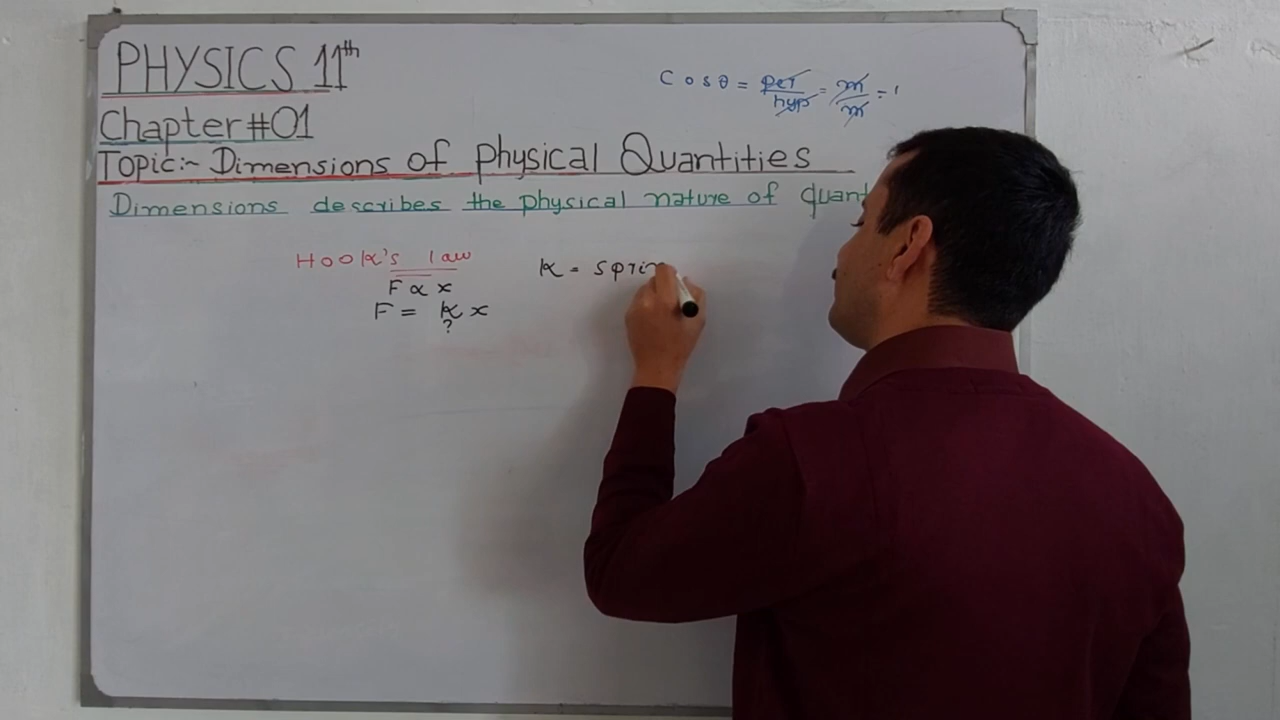 PHYSICS 11th
Chapter#01
Topic:- Dimensions of Physical Quantities
Dimensions describes the physical nature of quant
Cosθ = per/hyp = m/m = 1
Hook's law
F ∝ x
F = K x
?
K = sprin